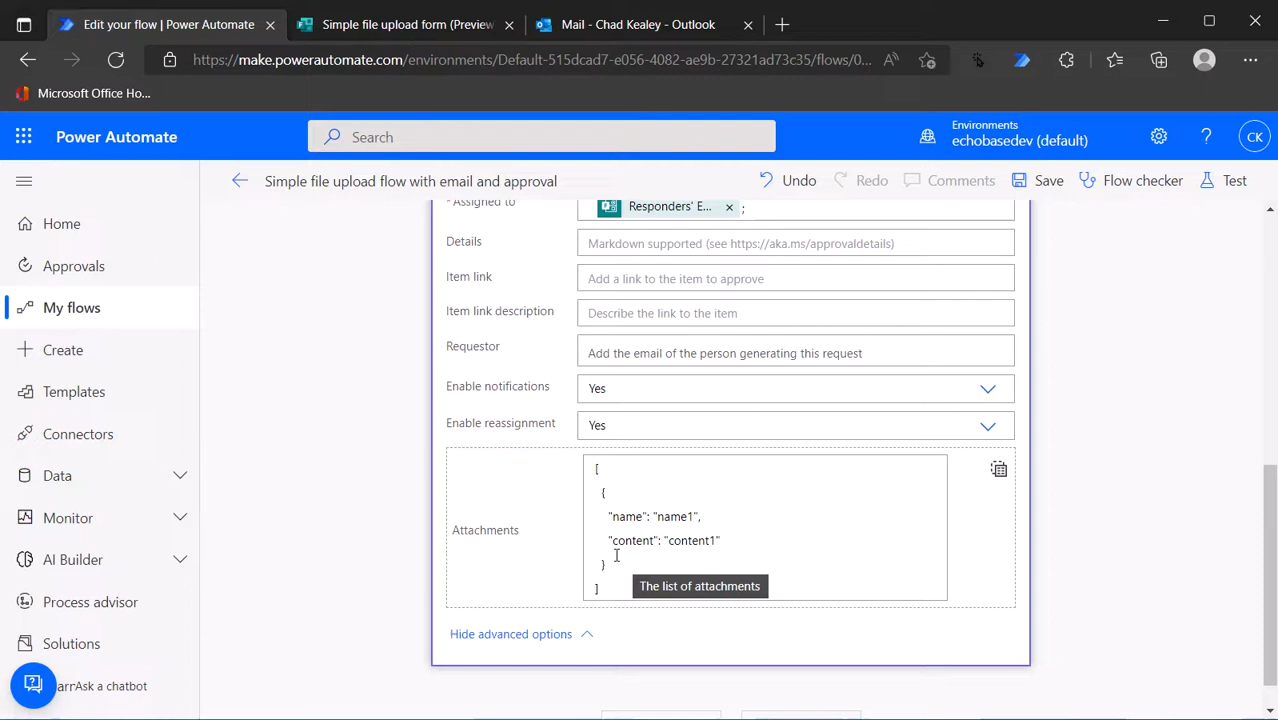 Edit your flow | Power Automate
Simple file upload form (Preview
Mail - Chad Kealey - Outlook
https://make.powerautomate.com/environments/Default-515dcad7-e056-4082-ae9b-27321ad73c35/flows/0...
Microsoft Office Ho...
Power Automate
Search
Environments
echobasedev (default)
CK
Simple file upload flow with email and approval
Undo
Redo
Comments
Save
Flow checker
Test
Home
Approvals
My flows
Create
Templates
Connectors
Data
Monitor
AI Builder
Process advisor
Solutions
Ask a chatbot
* Assigned to
Responders' E... ;
Details
Markdown supported (see https://aka.ms/approvaldetails)
Item link
Add a link to the item to approve
Item link description
Describe the link to the item
Requestor
Add the email of the person generating this request
Enable notifications
Yes
Enable reassignment
Yes
Attachments
[
{
"name": "name1",
"content": "content1"
}
]
The list of attachments
Hide advanced options